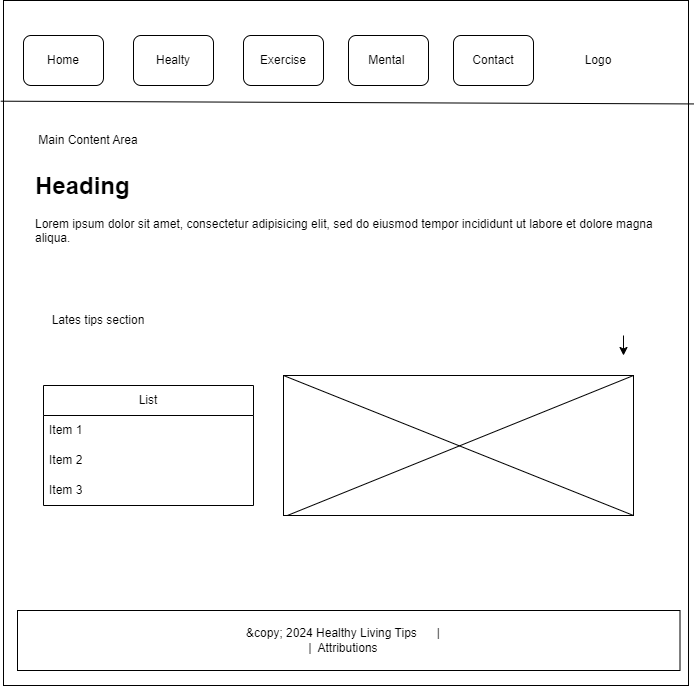 Home Healty Exercise Mental Contact Logo
Main Content Area
Heading
Lorem ipsum dolor sit amet, consectetur adipisicing elit, sed do eiusmod tempor incididunt ut labore et dolore magna
aliqua.
Lates tips section
List
Item 1
Item 2
Item 3
&copy; 2024 Healthy Living Tips |
| Attributions